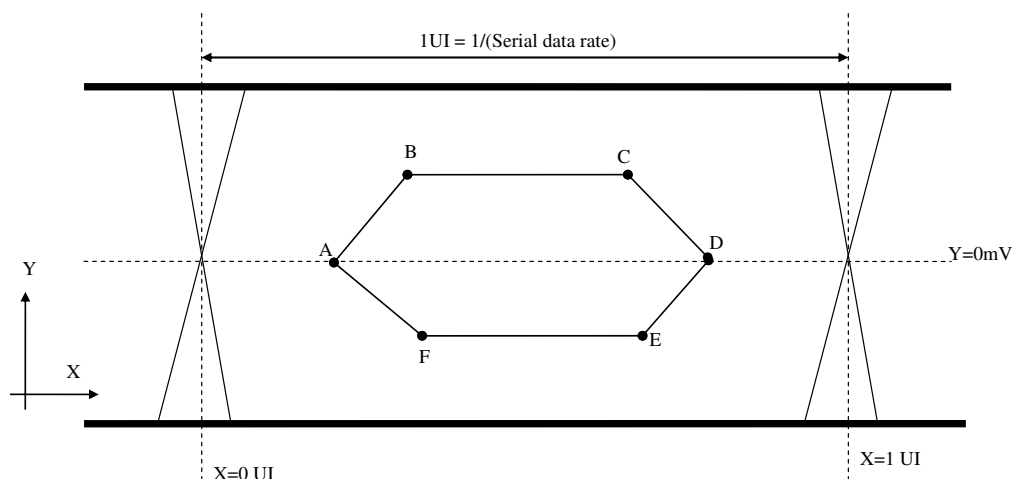 1UI = 1/(Serial data rate)
B
C
A
D
Y=0mV
Y
F
E
X
X=1 UI
X=0 UI